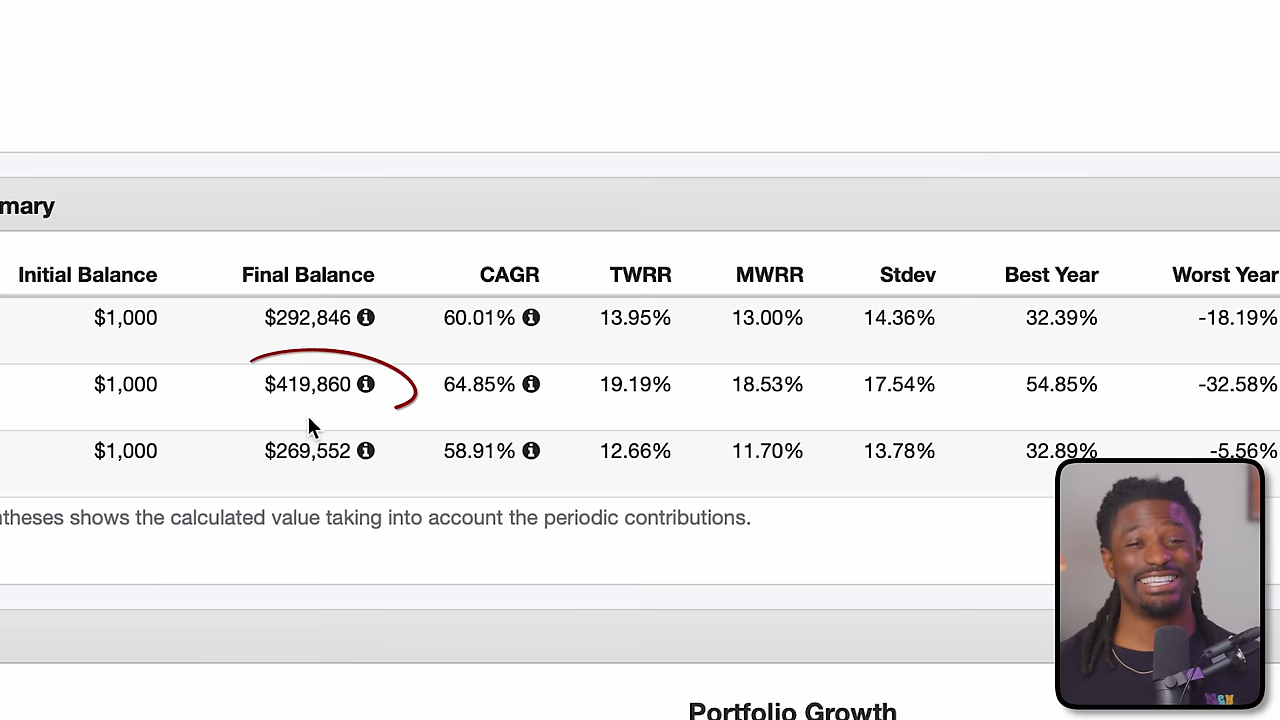 mary
Initial Balance Final Balance CAGR TWRR MWRR Stdev Best Year Worst Year
$1,000 $292,846 60.01% 13.95% 13.00% 14.36% 32.39% -18.19%
$1,000 $419,860 64.85% 19.19% 18.53% 17.54% 54.85% -32.58%
$1,000 $269,552 58.91% 12.66% 11.70% 13.78% 32.89% -5.56%
ntheses shows the calculated value taking into account the periodic contributions.
Portfolio Growth